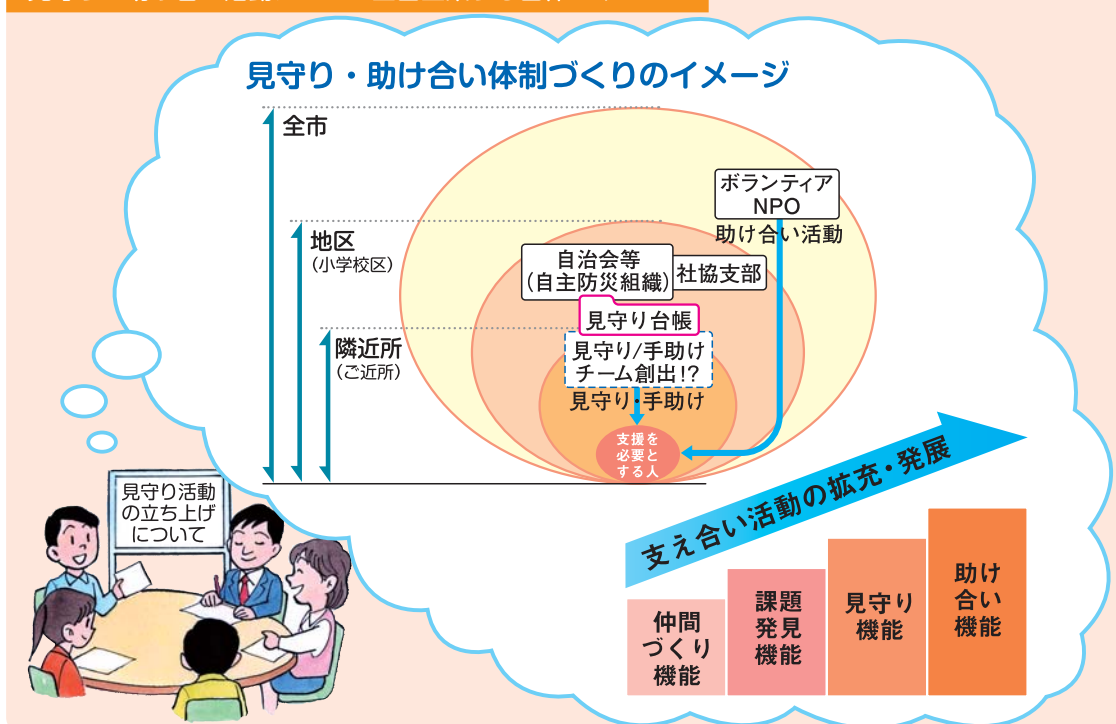 見守り・助け合い体制づくりのイメージ
全市
地区
(小学校区)
隣近所
(ご近所)
ボランティア
NPO
助け合い活動
自治会等
(自主防災組織)
社協支部
見守り台帳
見守り/手助け
チーム創出!?
見守り・手助け
支援を
必要と
する人
見守り活動
の立ち上げ
について
支え合い活動の拡充・発展
仲間
づくり
機能
課題
発見
機能
見守り
機能
助け
合い
機能